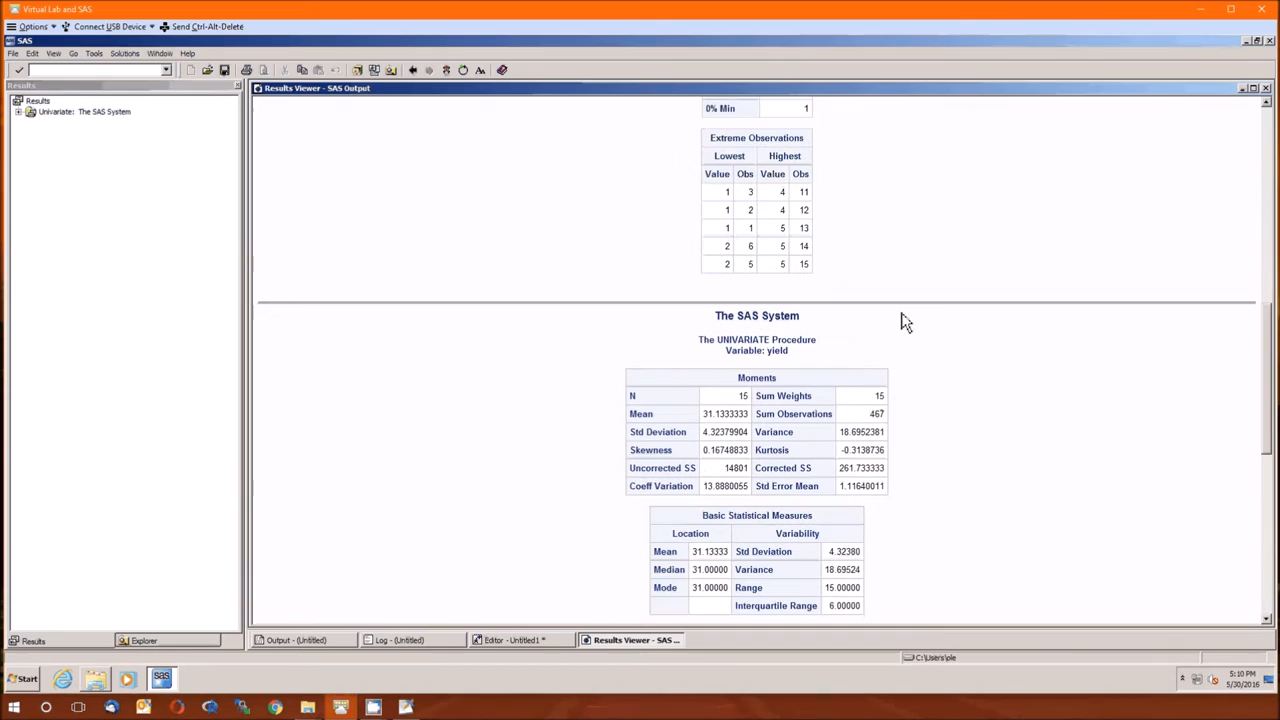 Virtual Lab and SAS
Options Connect USB Device Send Ctrl-Alt-Delete
SAS
File Edit View Go Tools Solutions Window Help
Results
Results
Univariate: The SAS System
Results Explorer
Results Viewer - SAS Output
0% Min 1
Extreme Observations
Lowest Highest
Value Obs Value Obs
1 3 4 11
1 2 4 12
1 1 5 13
2 6 5 14
2 5 5 15
The SAS System
The UNIVARIATE Procedure
Variable: yield
Moments
N 15 Sum Weights 15
Mean 31.1333333 Sum Observations 467
Std Deviation 4.32379904 Variance 18.6952381
Skewness 0.16748833 Kurtosis -0.3138736
Uncorrected SS 14801 Corrected SS 261.733333
Coeff Variation 13.8880055 Std Error Mean 1.11640011
Basic Statistical Measures
Location Variability
Mean 31.13333 Std Deviation 4.32380
Median 31.00000 Variance 18.69524
Mode 31.00000 Range 15.00000
Interquartile Range 6.00000
Output - (Untitled) Log - (Untitled) Editor - Untitled1 * Results Viewer - SAS ...
C:\Users\ple
Start sas 5:10 PM
5/30/2016